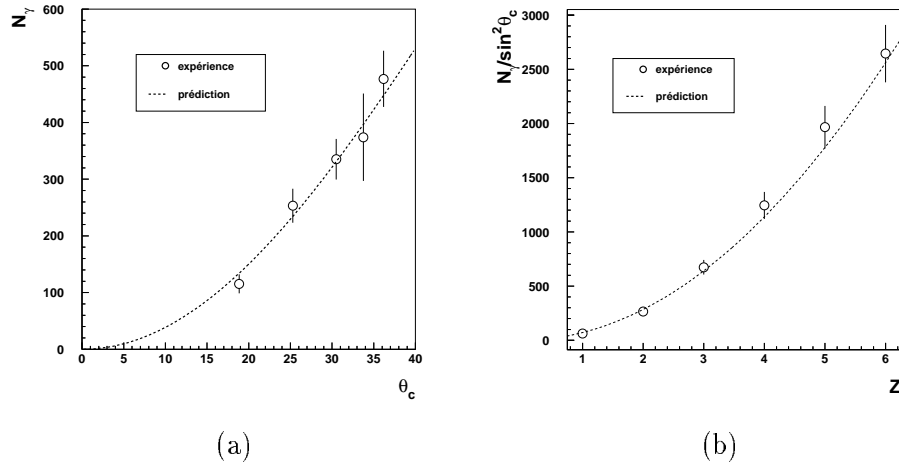 N_γ
600
500
400
300
200
100
0
expérience
prédiction
0 5 10 15 20 25 30 35 40
θ_c
(a)
N_γ/sin²θ_c
3000
2500
2000
1500
1000
500
0
expérience
prédiction
1 2 3 4 5 6
Z
(b)